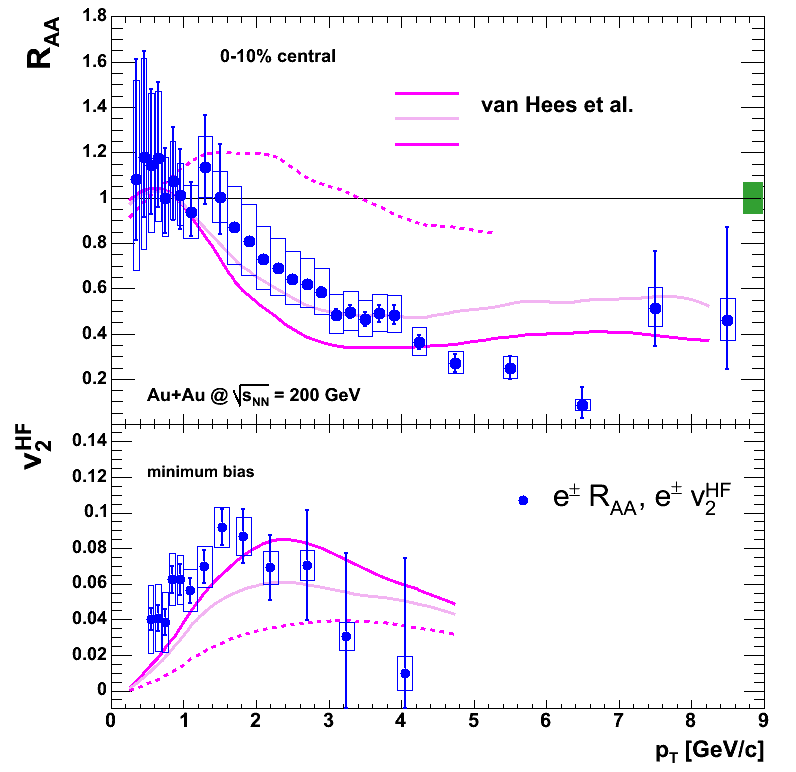 R_AA
1.8
1.6
1.4
1.2
1
0.8
0.6
0.4
0.2
0-10% central
van Hees et al.
Au+Au @ √s_NN = 200 GeV
v_2^HF
0.14
0.12
0.1
0.08
0.06
0.04
0.02
0
minimum bias
e± R_AA, e± v_2^HF
0 1 2 3 4 5 6 7 8 9
p_T [GeV/c]